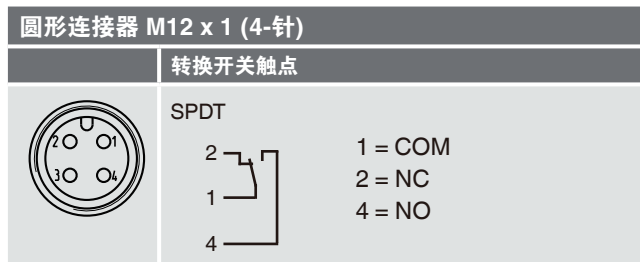 圆形连接器 M12 x 1 (4-针)
转换开关触点
SPDT
2 1
3 4
2
1
4
1 = COM
2 = NC
4 = NO